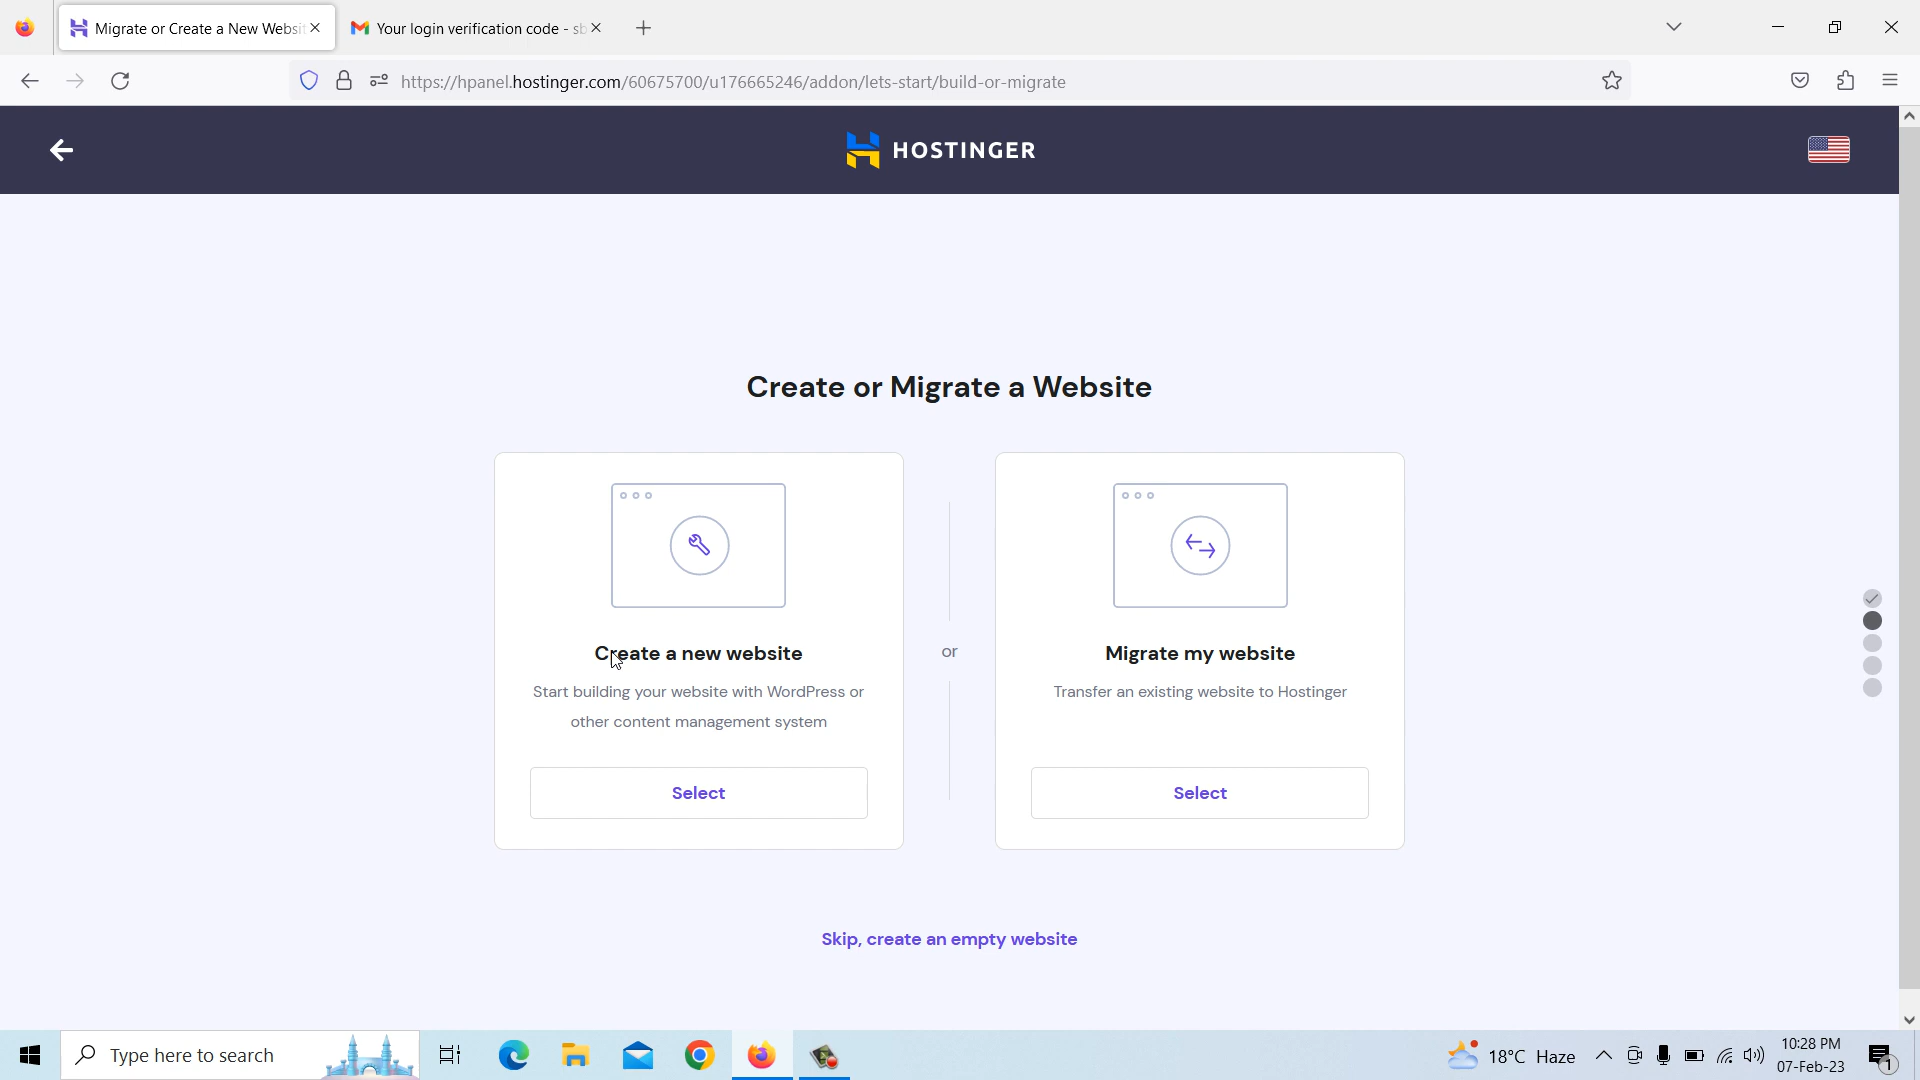 Migrate or Create a New Websi
Your login verification code - sb
https://hpanel.hostinger.com/60675700/u176665246/addon/lets-start/build-or-migrate
HOSTINGER
Create or Migrate a Website
Create a new website
Start building your website with WordPress or
other content management system
Select
or
Migrate my website
Transfer an existing website to Hostinger
Select
Skip, create an empty website
Type here to search
18°C Haze
10:28 PM
07-Feb-23
1